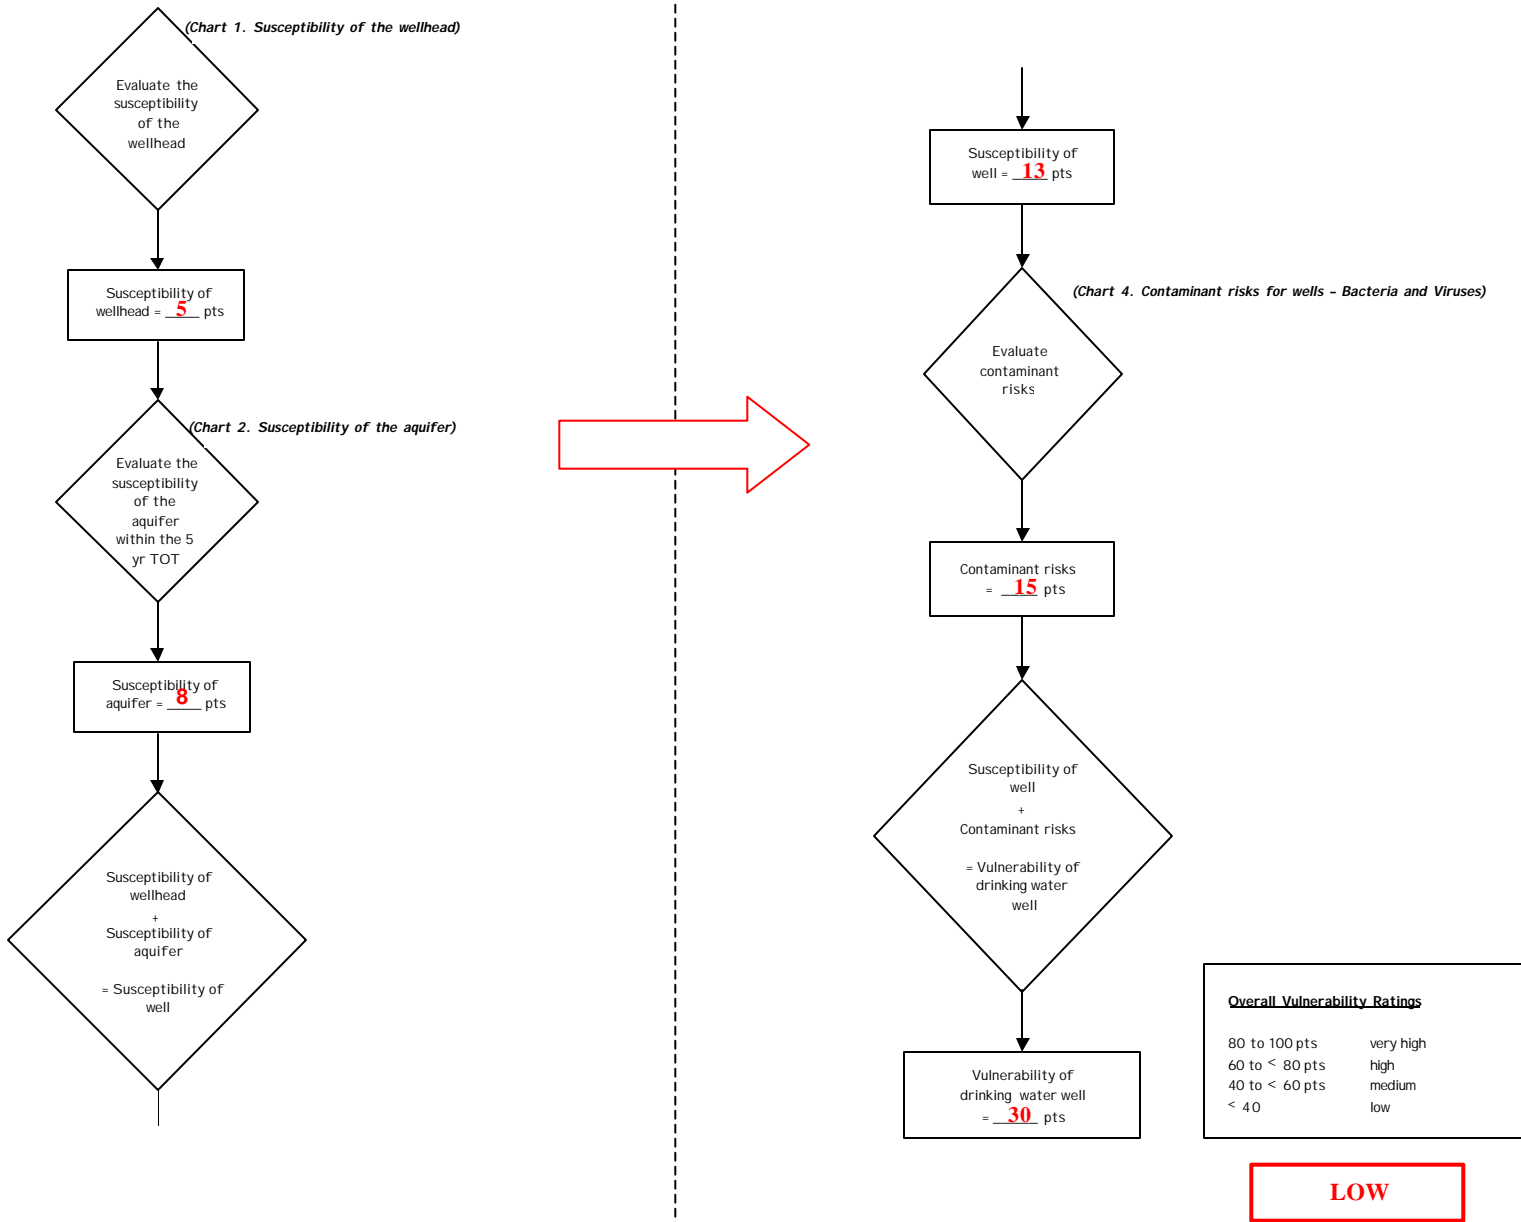 (Chart 1. Susceptibility of the wellhead)
Evaluate the
susceptibility
of the
wellhead
Susceptibility of
wellhead = 5 pts
(Chart 2. Susceptibility of the aquifer)
Evaluate the
susceptibility
of the
aquifer
within the 5
yr TOT
Susceptibility of
aquifer = 8 pts
Susceptibility of
wellhead
+
Susceptibility of
aquifer
= Susceptibility of
well
Susceptibility of
well = 13 pts
(Chart 4. Contaminant risks for wells – Bacteria and Viruses)
Evaluate
contaminant
risks
Contaminant risks
= 15 pts
Susceptibility of
well
+
Contaminant risks
= Vulnerability of
drinking water
well
Vulnerability of
drinking water well
= 30 pts
Overall Vulnerability Ratings
80 to 100 pts very high
60 to < 80 pts high
40 to < 60 pts medium
< 40 low
LOW